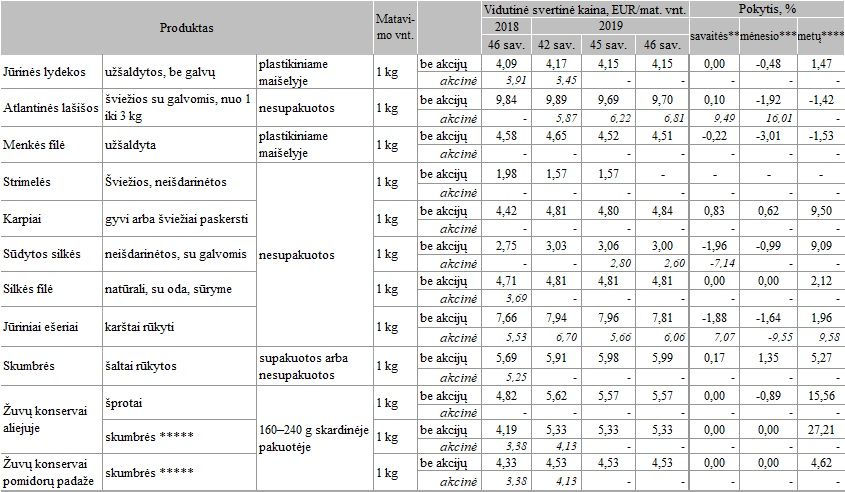 Produktas Matavimo vnt. Vidutinė svertinė kaina, EUR/mat. vnt. Pokytis, %
2018 2019 savaitės** mėnesio*** metų****
46 sav. 42 sav. 45 sav. 46 sav.
Jūrinės lydekos užšaldytos, be galvų plastikiniame maišelyje 1 kg be akcijų 4,09 4,17 4,15 4,15 0,00 -0,48 1,47
akcinė 3,91 3,45 - - - - -
Atlantinės lašišos šviežios su galvomis, nuo 1 iki 3 kg nesupakuotos 1 kg be akcijų 9,84 9,89 9,69 9,70 0,10 -1,92 -1,42
akcinė - 5,87 6,22 6,81 9,49 16,01 -
Menkės filė užšaldyta plastikiniame maišelyje 1 kg be akcijų 4,58 4,65 4,52 4,51 -0,22 -3,01 -1,53
akcinė - - - - - - -
Strimelės Šviežios, neišdarinėtos nesupakuotos 1 kg be akcijų 1,98 1,57 1,57 - - - -
akcinė - - - - - - -
Karpiai gyvi arba šviežiai paskersti 1 kg be akcijų 4,42 4,81 4,80 4,84 0,83 0,62 9,50
akcinė - - - - - - -
Sūdytos silkės neišdarinėtos, su galvomis 1 kg be akcijų 2,75 3,03 3,06 3,00 -1,96 -0,99 9,09
akcinė - - 2,80 2,60 -7,14 - -
Silkės filė natūrali, su oda, sūryme 1 kg be akcijų 4,71 4,81 4,81 4,81 0,00 0,00 2,12
akcinė 3,69 - - - - - -
Jūriniai ešeriai karštai rūkyti 1 kg be akcijų 7,66 7,94 7,96 7,81 -1,88 -1,64 1,96
akcinė 5,53 6,70 5,66 6,06 7,07 -9,55 9,58
Skumbrės šaltai rūkytos supakuotos arba nesupakuotos 1 kg be akcijų 5,69 5,91 5,98 5,99 0,17 1,35 5,27
akcinė 5,25 - - - - - -
Žuvų konservai aliejuje šprotai 160–240 g skardinėje pakuotėje 1 kg be akcijų 4,82 5,62 5,57 5,57 0,00 -0,89 15,56
akcinė - - - - - - -
skumbrės ***** 1 kg be akcijų 4,19 5,33 5,33 5,33 0,00 0,00 27,21
akcinė 3,38 4,13 - - - - -
Žuvų konservai pomidorų padaže skumbrės ***** 1 kg be akcijų 4,33 4,53 4,53 4,53 0,00 0,00 4,62
akcinė 3,38 4,13 - - - - -